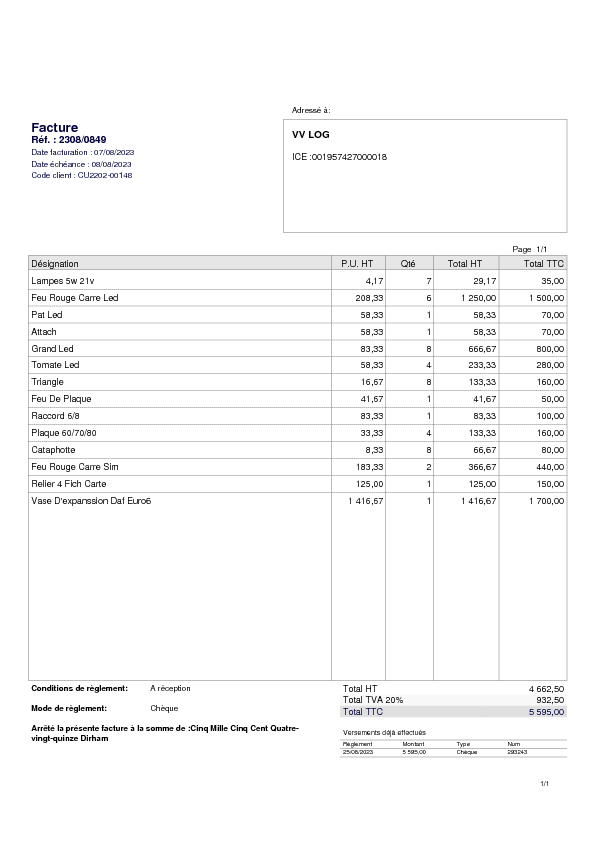 Adressé à:
Facture
Réf. : 2308/0849
Date facturation : 07/08/2023
Date échéance : 08/08/2023
Code client : CU2202-00148
VV LOG
ICE :001957427000018
Page 1/1
Désignation P.U. HT Qté Total HT Total TTC
Lampes 5w 21v 4,17 7 29,17 35,00
Feu Rouge Carre Led 208,33 6 1 250,00 1 500,00
Pat Led 58,33 1 58,33 70,00
Attach 58,33 1 58,33 70,00
Grand Led 83,33 8 666,67 800,00
Tomate Led 58,33 4 233,33 280,00
Triangle 16,67 8 133,33 160,00
Feu De Plaque 41,67 1 41,67 50,00
Raccord 6/8 83,33 1 83,33 100,00
Plaque 60/70/80 33,33 4 133,33 160,00
Cataphotte 8,33 8 66,67 80,00
Feu Rouge Carre Sim 183,33 2 366,67 440,00
Relier 4 Fich Carte 125,00 1 125,00 150,00
Vase D'expanssion Daf Euro6 1 416,67 1 1 416,67 1 700,00
Conditions de règlement: A réception
Mode de règlement: Chèque
Arrêté la présente facture à la somme de :Cinq Mille Cinq Cent Quatre-
vingt-quinze Dirham
Total HT 4 662,50
Total TVA 20% 932,50
Total TTC 5 595,00
Versements déjà effectués
Règlement Montant Type Num
25/08/2023 5 595,00 Chèque 293243
1/1